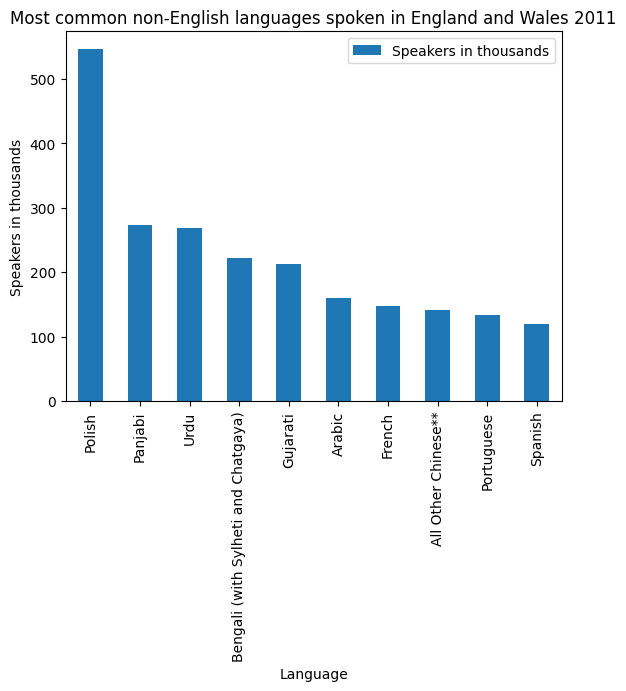 Most common non-English languages spoken in England and Wales 2011
Speakers in thousands
Speakers in thousands
500
400
300
200
100
0
Polish
Panjabi
Urdu
Bengali (with Sylheti and Chatgaya)
Gujarati
Arabic
French
All Other Chinese**
Portuguese
Spanish
Language